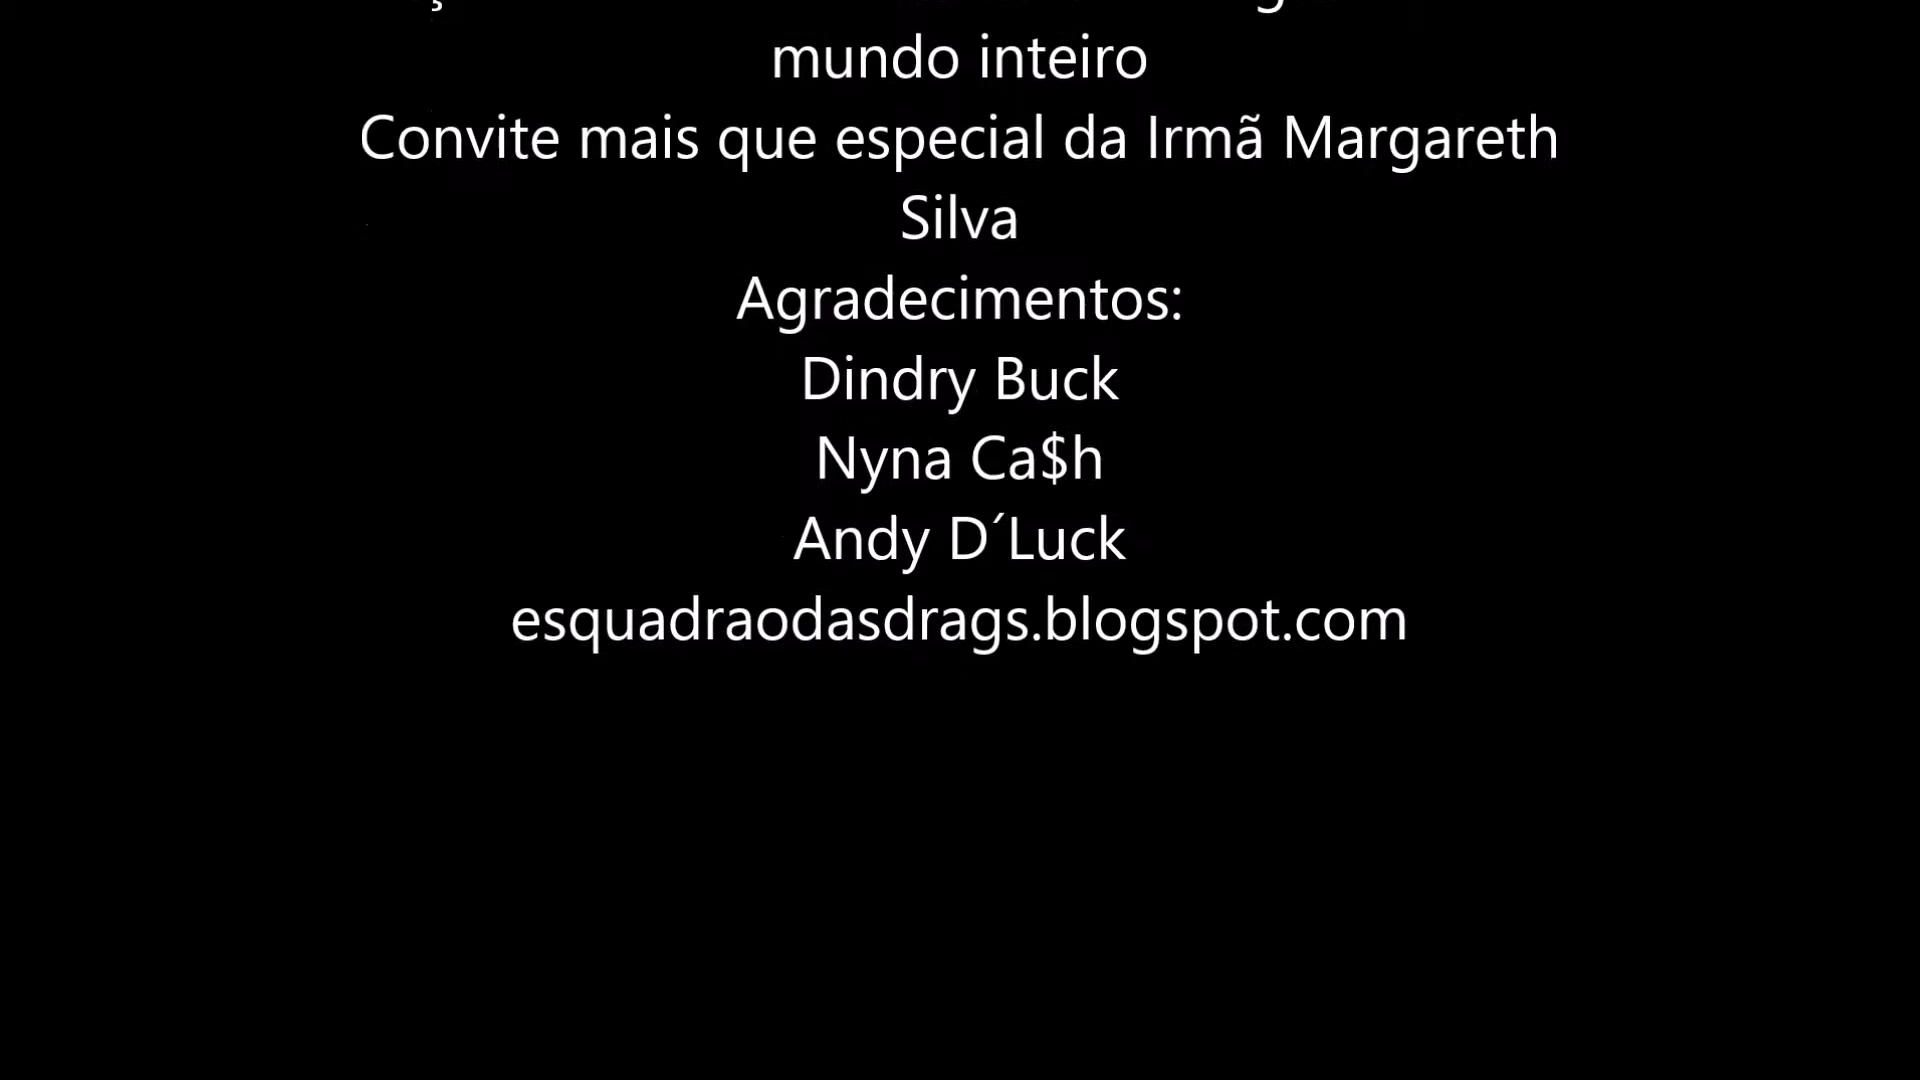 mundo inteiro
Convite mais que especial da Irmã Margareth
Silva
Agradecimentos:
Dindry Buck
Nyna Ca$h
Andy D´Luck
esquadraodasdrags.blogspot.com